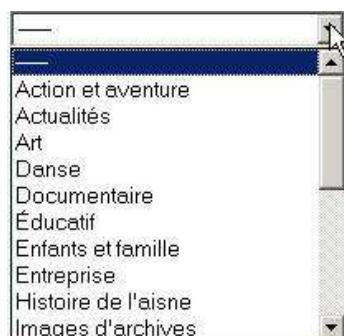 ——
——
Action et aventure
Actualités
Art
Danse
Documentaire
Éducatif
Enfants et famille
Entreprise
Histoire de l'aisne
Images d'archives